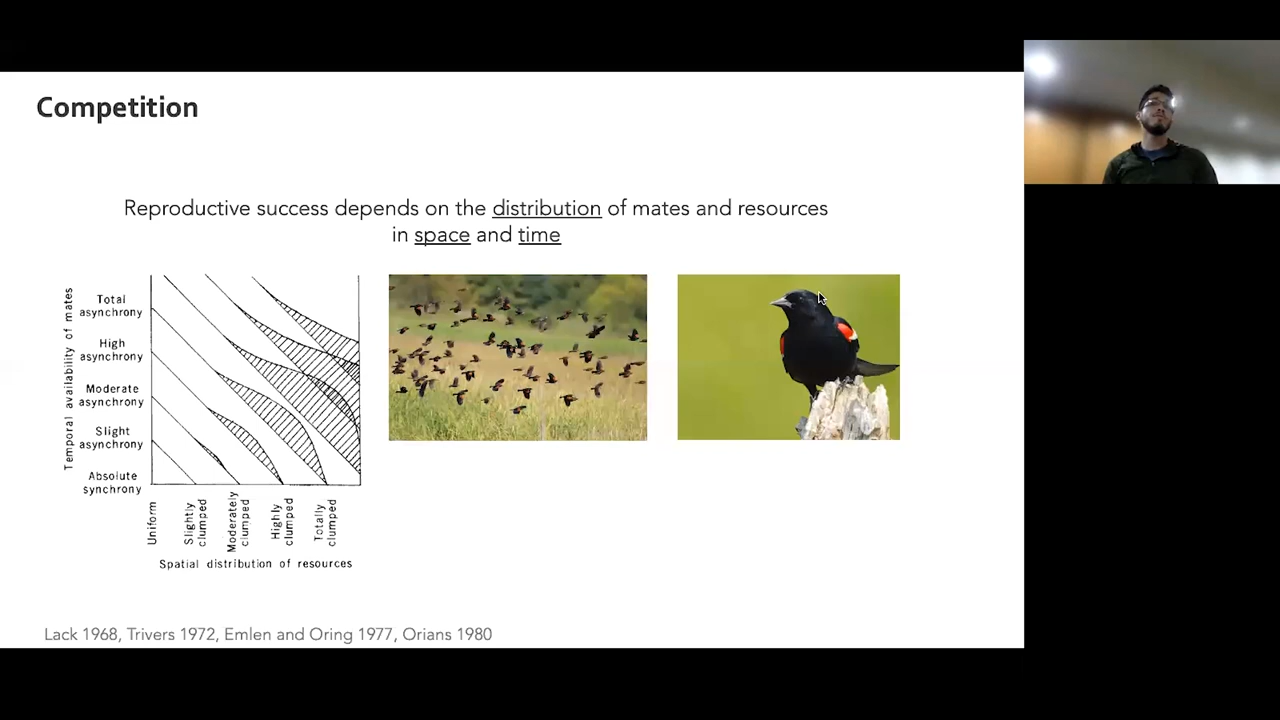 Competition
Reproductive success depends on the distribution of mates and resources
in space and time
Temporal availability of mates
Total
asynchrony
High
asynchrony
Moderate
asynchrony
Slight
asynchrony
Absolute
synchrony
Uniform
Slightly
clumped
Moderately
clumped
Highly
clumped
Totally
clumped
Spatial distribution of resources
Lack 1968, Trivers 1972, Emlen and Oring 1977, Orians 1980